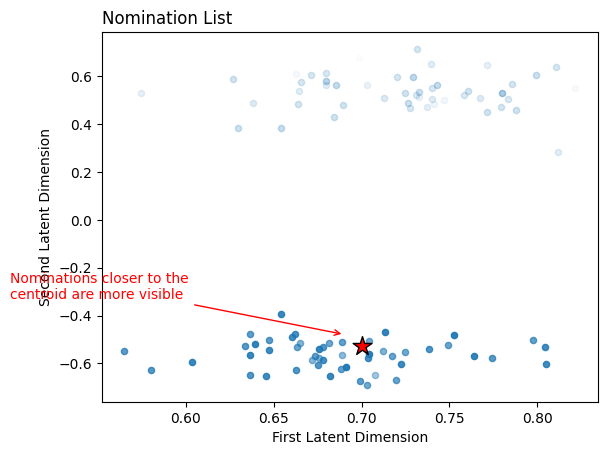 Nomination List
Second Latent Dimension
0.6
0.4
0.2
0.0
−0.2
−0.4
−0.6
Nominations closer to the
centroid are more visible
0.60
0.65
0.70
0.75
0.80
First Latent Dimension